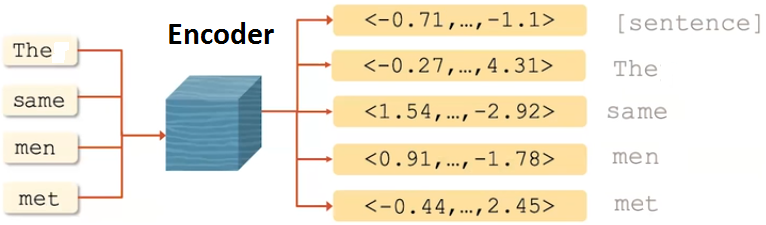 Encoder
The
same
men
met
<-0.71,…,-1.1> [sentence]
<-0.27,…,4.31> The
<1.54,…,-2.92> same
<0.91,…,-1.78> men
<-0.44,…,2.45> met